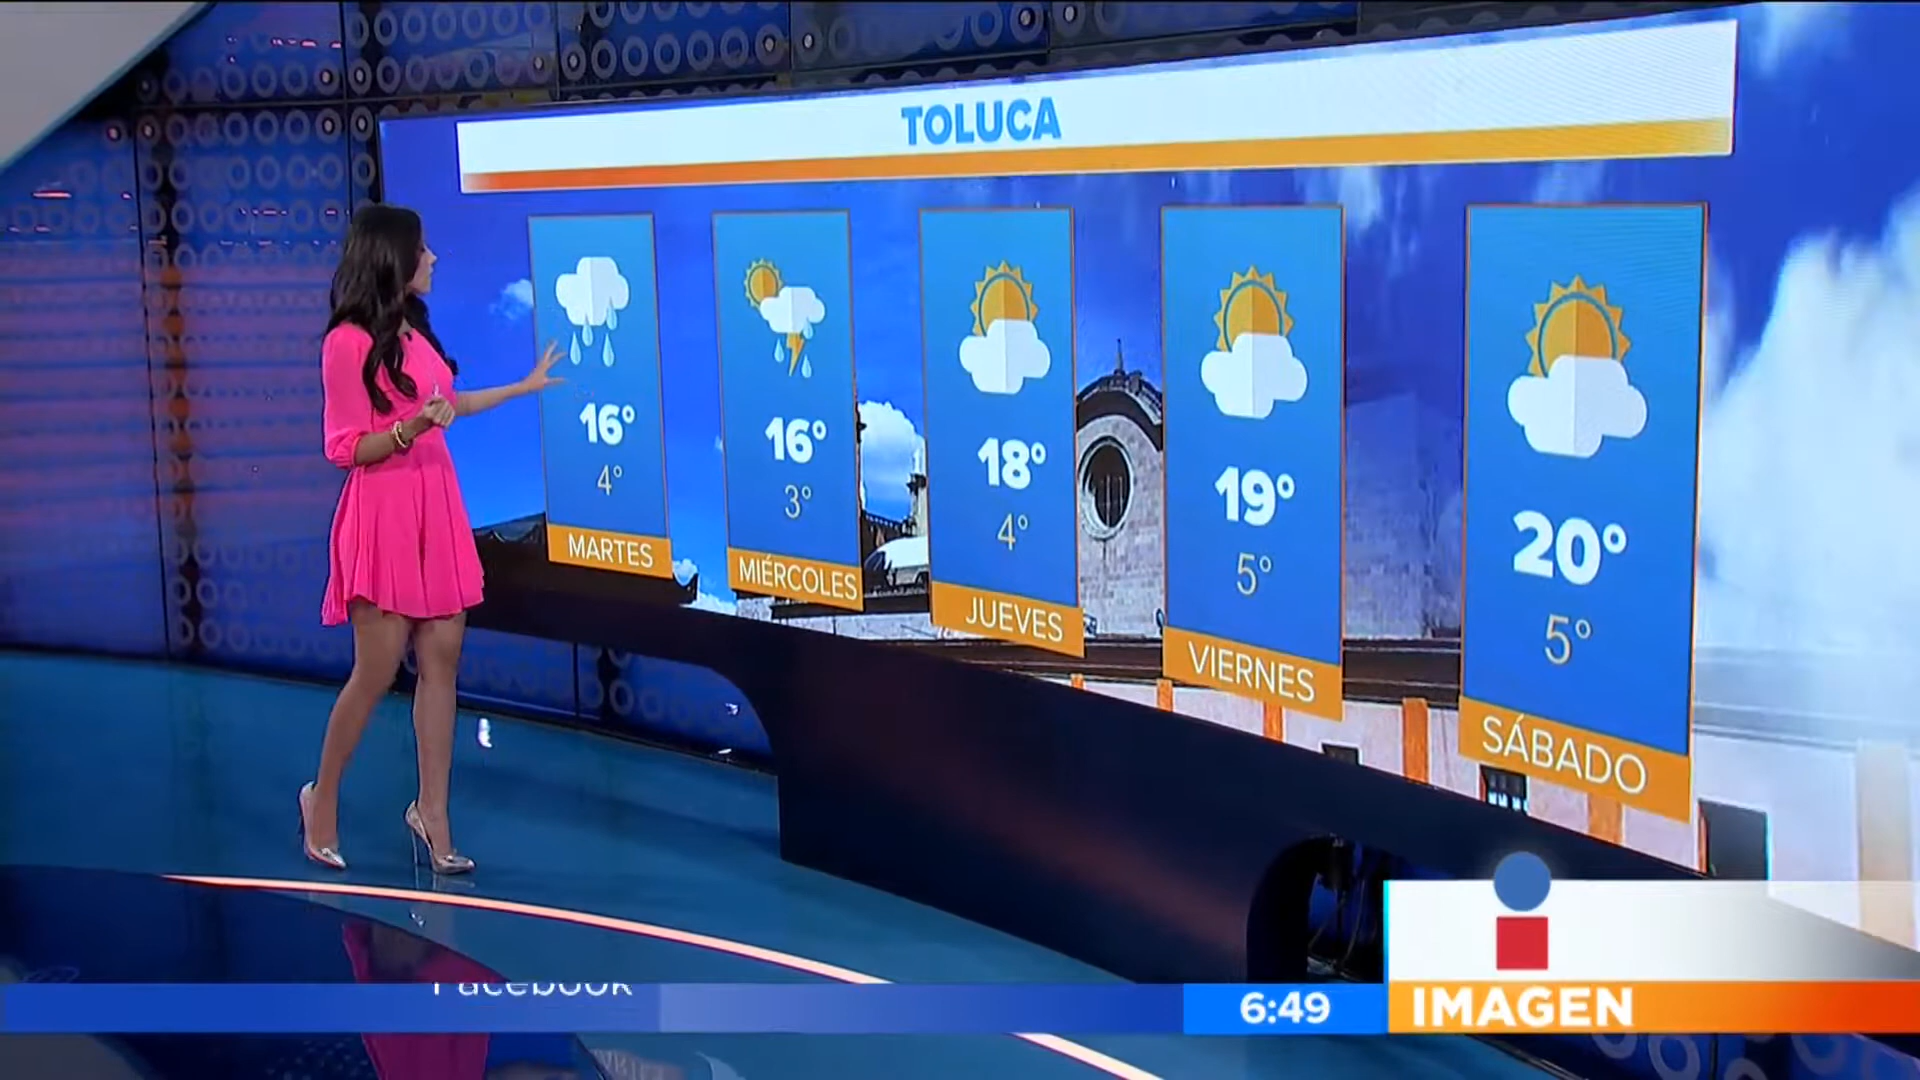 TOLUCA
16°
4°
MARTES
16°
3°
MIÉRCOLES
18°
4°
JUEVES
19°
5°
VIERNES
20°
5°
SÁBADO
Facebook
6:49
IMAGEN